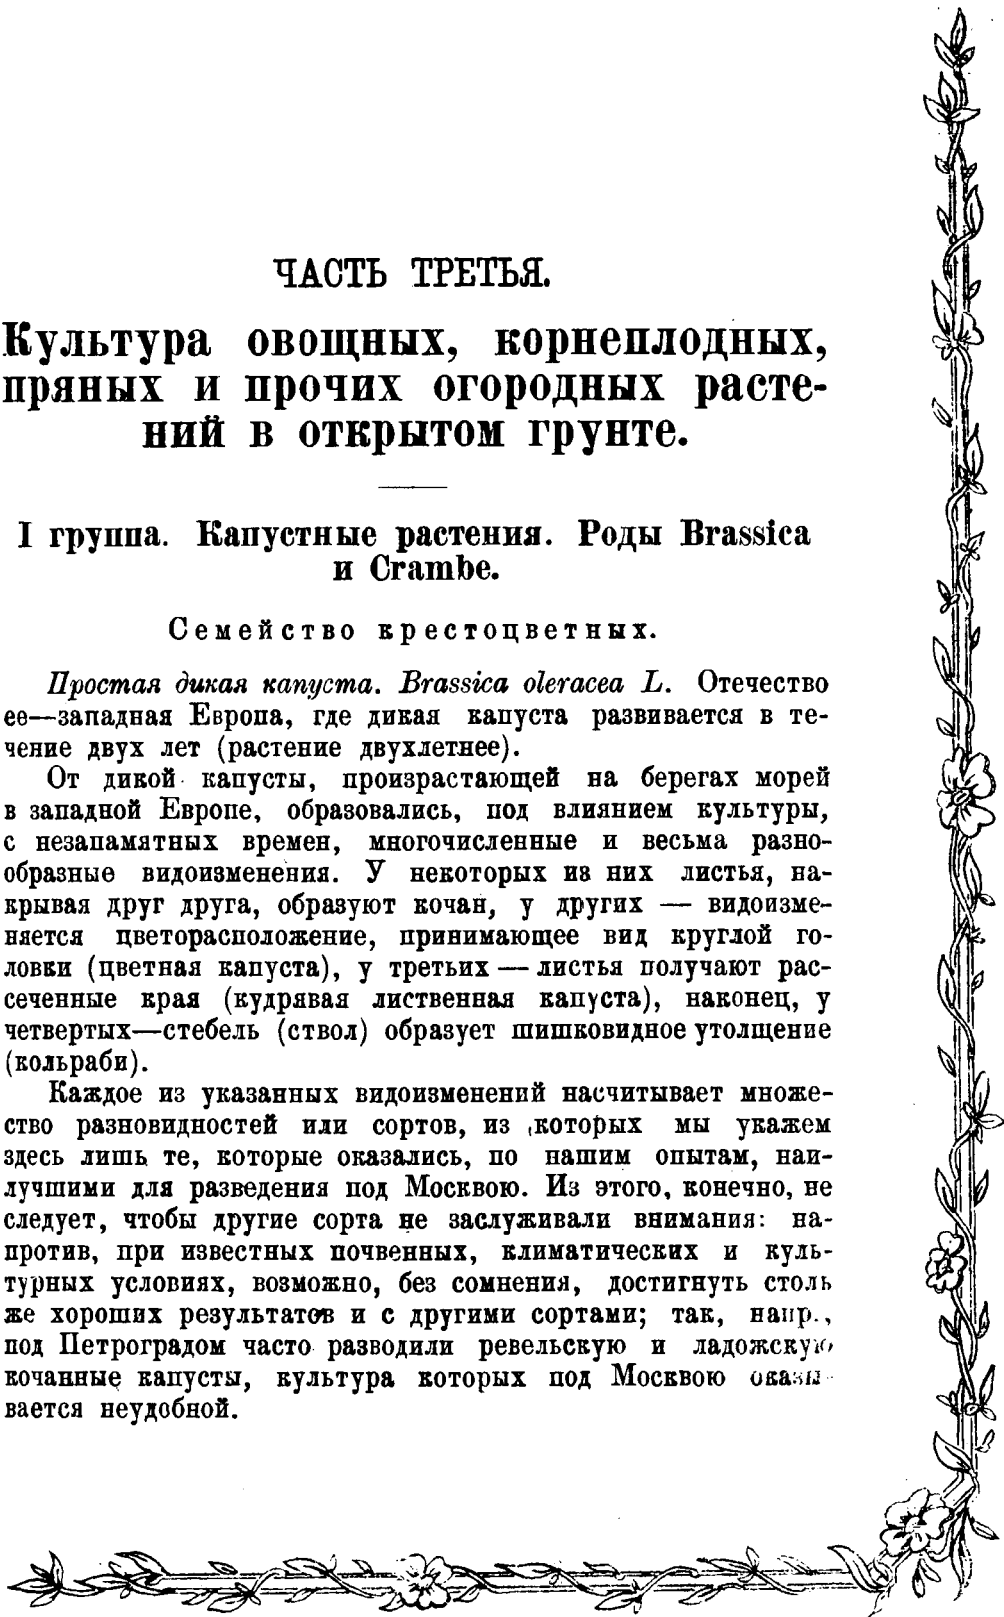 ЧАСТЬ ТРЕТЬЯ.
Культура овощных, корнеплодных,
пряных и прочих огородных расте-
ний в открытом грунте.
I группа. Капустные растения. Роды Brassica
и Crambe.
Семейство крестоцветных.
Простая дикая капуста. Brassica oleracea L. Отечество
ее—западная Европа, где дикая капуста развивается в те-
чение двух лет (растение двухлетнее).
От дикой капусты, произрастающей на берегах морей
в западной Европе, образовались, под влиянием культуры,
с незапамятных времен, многочисленные и весьма разно-
образные видоизменения. У некоторых из них листья, на-
крывая друг друга, образуют кочан, у других — видоизме-
няется цветорасположение, принимающее вид круглой го-
ловки (цветная капуста), у третьих — листья получают рас-
сеченные края (кудрявая лиственная капуста), наконец, у
четвертых—стебель (ствол) образует шишковидное утолщение
(кольраби).
Каждое из указанных видоизменений насчитывает множе-
ство разновидностей или сортов, из которых мы укажем
здесь лишь те, которые оказались, по нашим опытам, наи-
лучшими для разведения под Москвою. Из этого, конечно, не
следует, чтобы другие сорта не заслуживали внимания: на-
против, при известных почвенных, климатических и куль-
турных условиях, возможно, без сомнения, достигнуть столь
же хороших результатов и с другими сортами; так, напр.,
под Петроградом часто разводили ревельскую и ладожскую
кочанные капусты, культура которых под Москвою оказы-
вается неудобной.